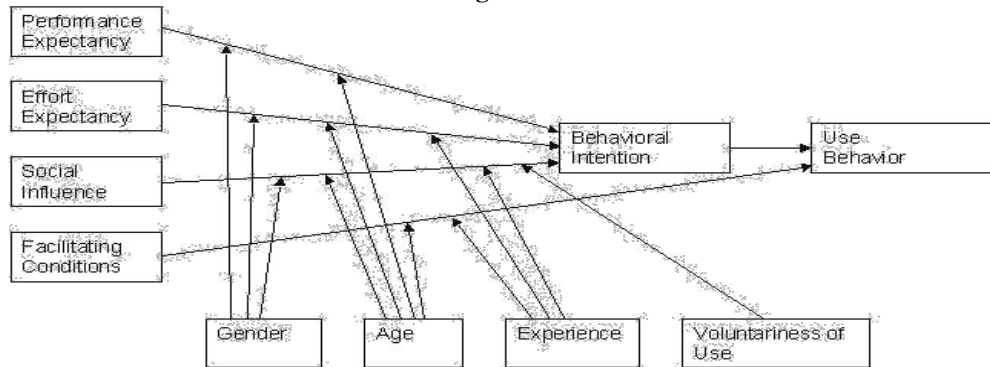 Performance
Expectancy
Effort
Expectancy
Social
Influence
Facilitating
Conditions
Behavioral
Intention
Use
Behavior
Gender
Age
Experience
Voluntariness of
Use